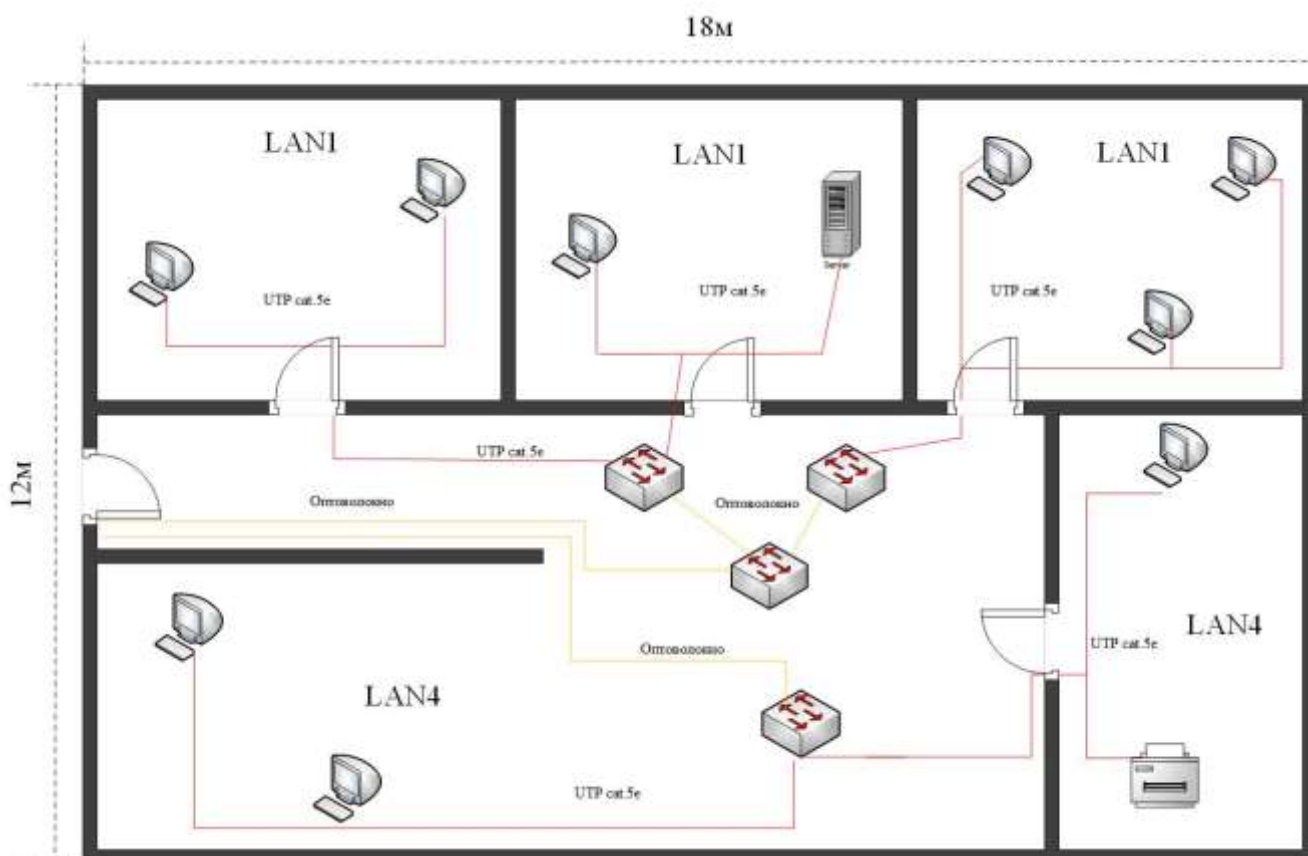 18м
LAN1
LAN1
LAN1
Server
UTP cat.5e
UTP cat.5e
UTP cat.5e
12м
UTP cat.5e
Оптоволокно
Оптоволокно
LAN4
UTP cat.5e
Оптоволокно
LAN4
UTP cat.5e